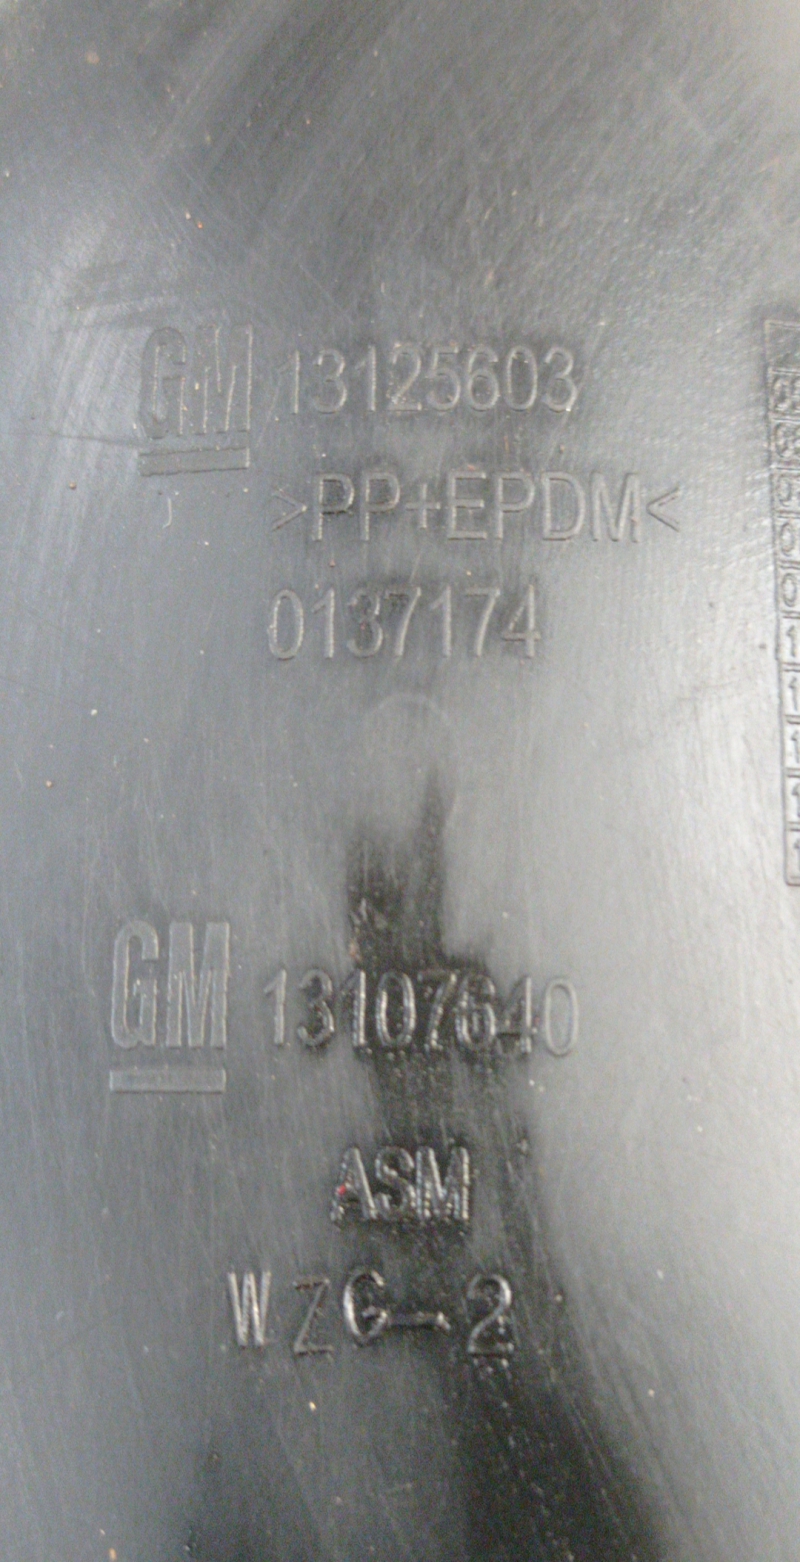 GM 13125603
>PP+EPDM<
0137174
GM 13107640
ASM
WZG-2